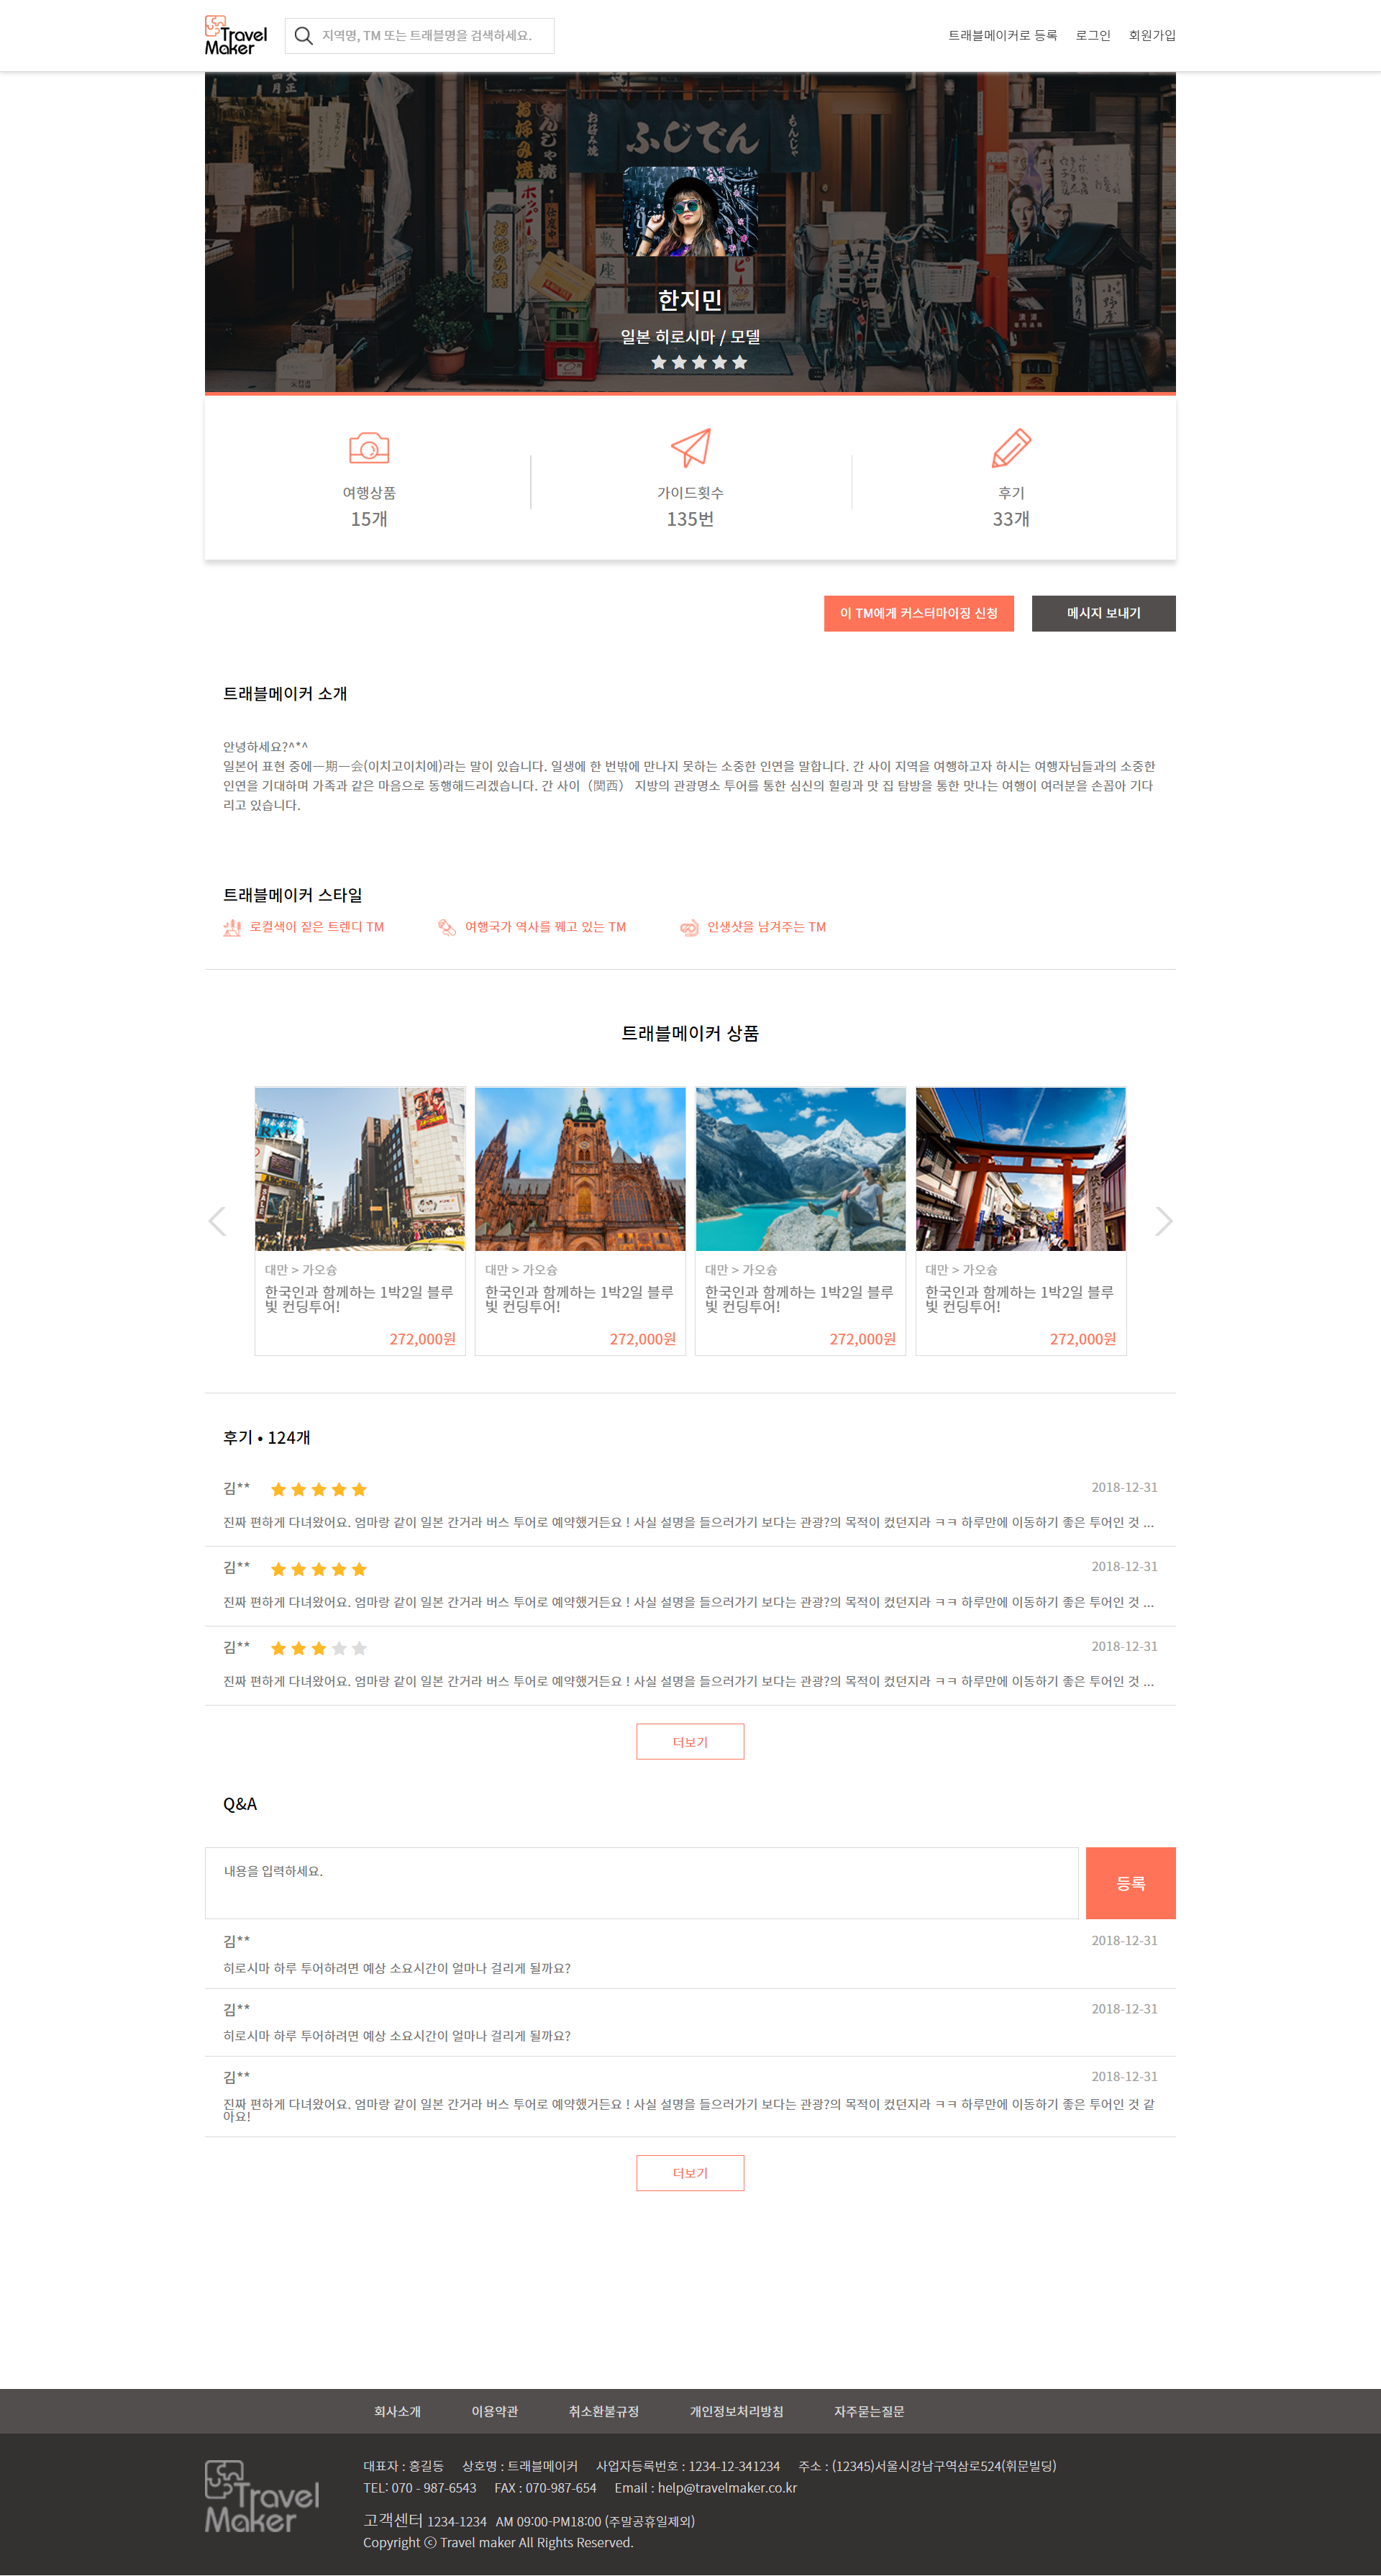 Travel Maker
지역명, TM 또는 트래블명을 검색하세요.
트래블메이커로 등록 로그인 회원가입
ふじでん
お好み焼
もんじゃ
한지민
일본 히로시마 / 모델
여행상품
15개
가이드횟수
135번
후기
33개
이 TM에게 커스터마이징 신청
메시지 보내기
트래블메이커 소개
안녕하세요?^*^
일본어 표현 중에一期一会(이치고이치에)라는 말이 있습니다. 일생에 한 번밖에 만나지 못하는 소중한 인연을 말합니다. 간 사이 지역을 여행하고자 하시는 여행자님들과의 소중한
인연을 기대하며 가족과 같은 마음으로 동행해드리겠습니다. 간 사이（関西） 지방의 관광명소 투어를 통한 심신의 힐링과 맛 집 탐방을 통한 맛나는 여행이 여러분을 손꼽아 기다
리고 있습니다.
트래블메이커 스타일
로컬색이 짙은 트렌디 TM
여행국가 역사를 꿰고 있는 TM
인생샷을 남겨주는 TM
트래블메이커 상품
대만 > 가오슝
한국인과 함께하는 1박2일 블루
빛 컨딩투어!
272,000원
대만 > 가오슝
한국인과 함께하는 1박2일 블루
빛 컨딩투어!
272,000원
대만 > 가오슝
한국인과 함께하는 1박2일 블루
빛 컨딩투어!
272,000원
대만 > 가오슝
한국인과 함께하는 1박2일 블루
빛 컨딩투어!
272,000원
후기 • 124개
김** 2018-12-31
진짜 편하게 다녀왔어요. 엄마랑 같이 일본 간거라 버스 투어로 예약했거든요 ! 사실 설명을 들으러가기 보다는 관광?의 목적이 컸던지라 ㅋㅋ 하루만에 이동하기 좋은 투어인 것 ...
김** 2018-12-31
진짜 편하게 다녀왔어요. 엄마랑 같이 일본 간거라 버스 투어로 예약했거든요 ! 사실 설명을 들으러가기 보다는 관광?의 목적이 컸던지라 ㅋㅋ 하루만에 이동하기 좋은 투어인 것 ...
김** 2018-12-31
진짜 편하게 다녀왔어요. 엄마랑 같이 일본 간거라 버스 투어로 예약했거든요 ! 사실 설명을 들으러가기 보다는 관광?의 목적이 컸던지라 ㅋㅋ 하루만에 이동하기 좋은 투어인 것 ...
더보기
Q&A
내용을 입력하세요.
등록
김** 2018-12-31
히로시마 하루 투어하려면 예상 소요시간이 얼마나 걸리게 될까요?
김** 2018-12-31
히로시마 하루 투어하려면 예상 소요시간이 얼마나 걸리게 될까요?
김** 2018-12-31
진짜 편하게 다녀왔어요. 엄마랑 같이 일본 간거라 버스 투어로 예약했거든요 ! 사실 설명을 들으러가기 보다는 관광?의 목적이 컸던지라 ㅋㅋ 하루만에 이동하기 좋은 투어인 것 같
아요!
더보기
회사소개 이용약관 취소환불규정 개인정보처리방침 자주묻는질문
Travel Maker
대표자 : 홍길동 상호명 : 트래블메이커 사업자등록번호 : 1234-12-341234 주소 : (12345)서울시강남구역삼로524(휘문빌딩)
TEL: 070 - 987-6543 FAX : 070-987-654 Email : help@travelmaker.co.kr
고객센터 1234-1234 AM 09:00-PM18:00 (주말공휴일제외)
Copyright ⓒ Travel maker All Rights Reserved.